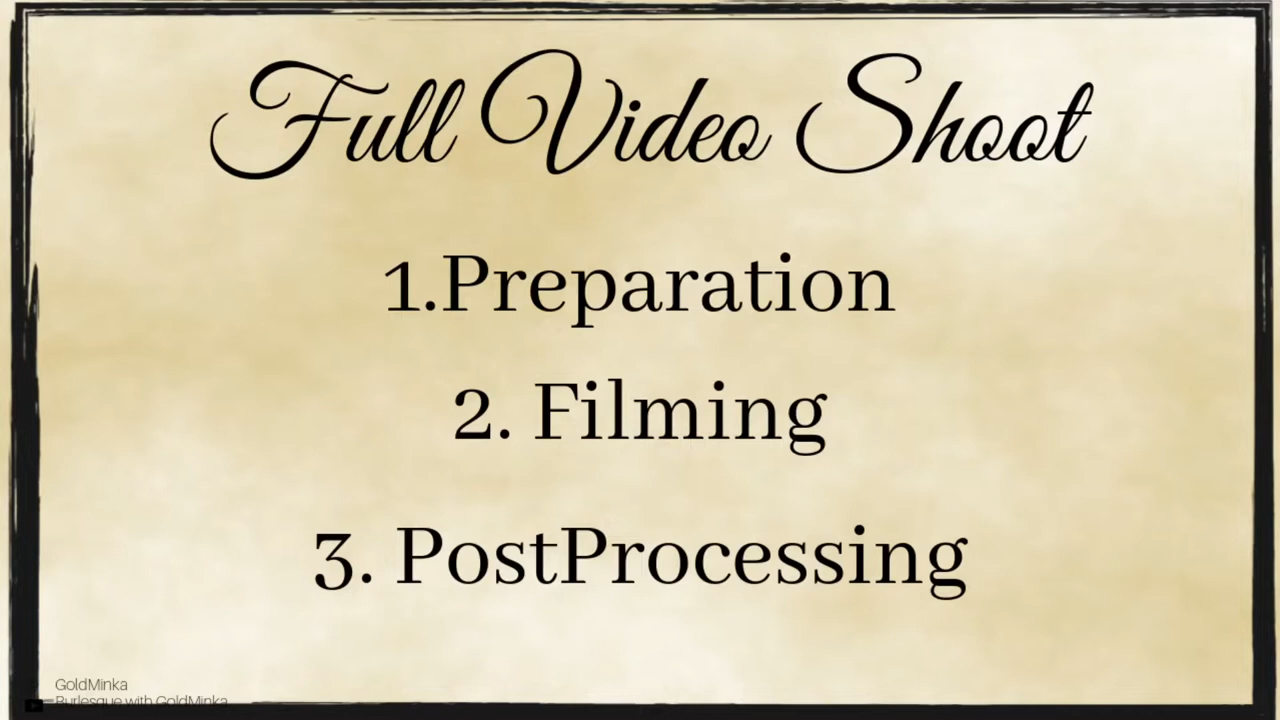 Full Video Shoot
1.Preparation
2. Filming
3. PostProcessing
GoldMinka
Burlesque with GoldMinka